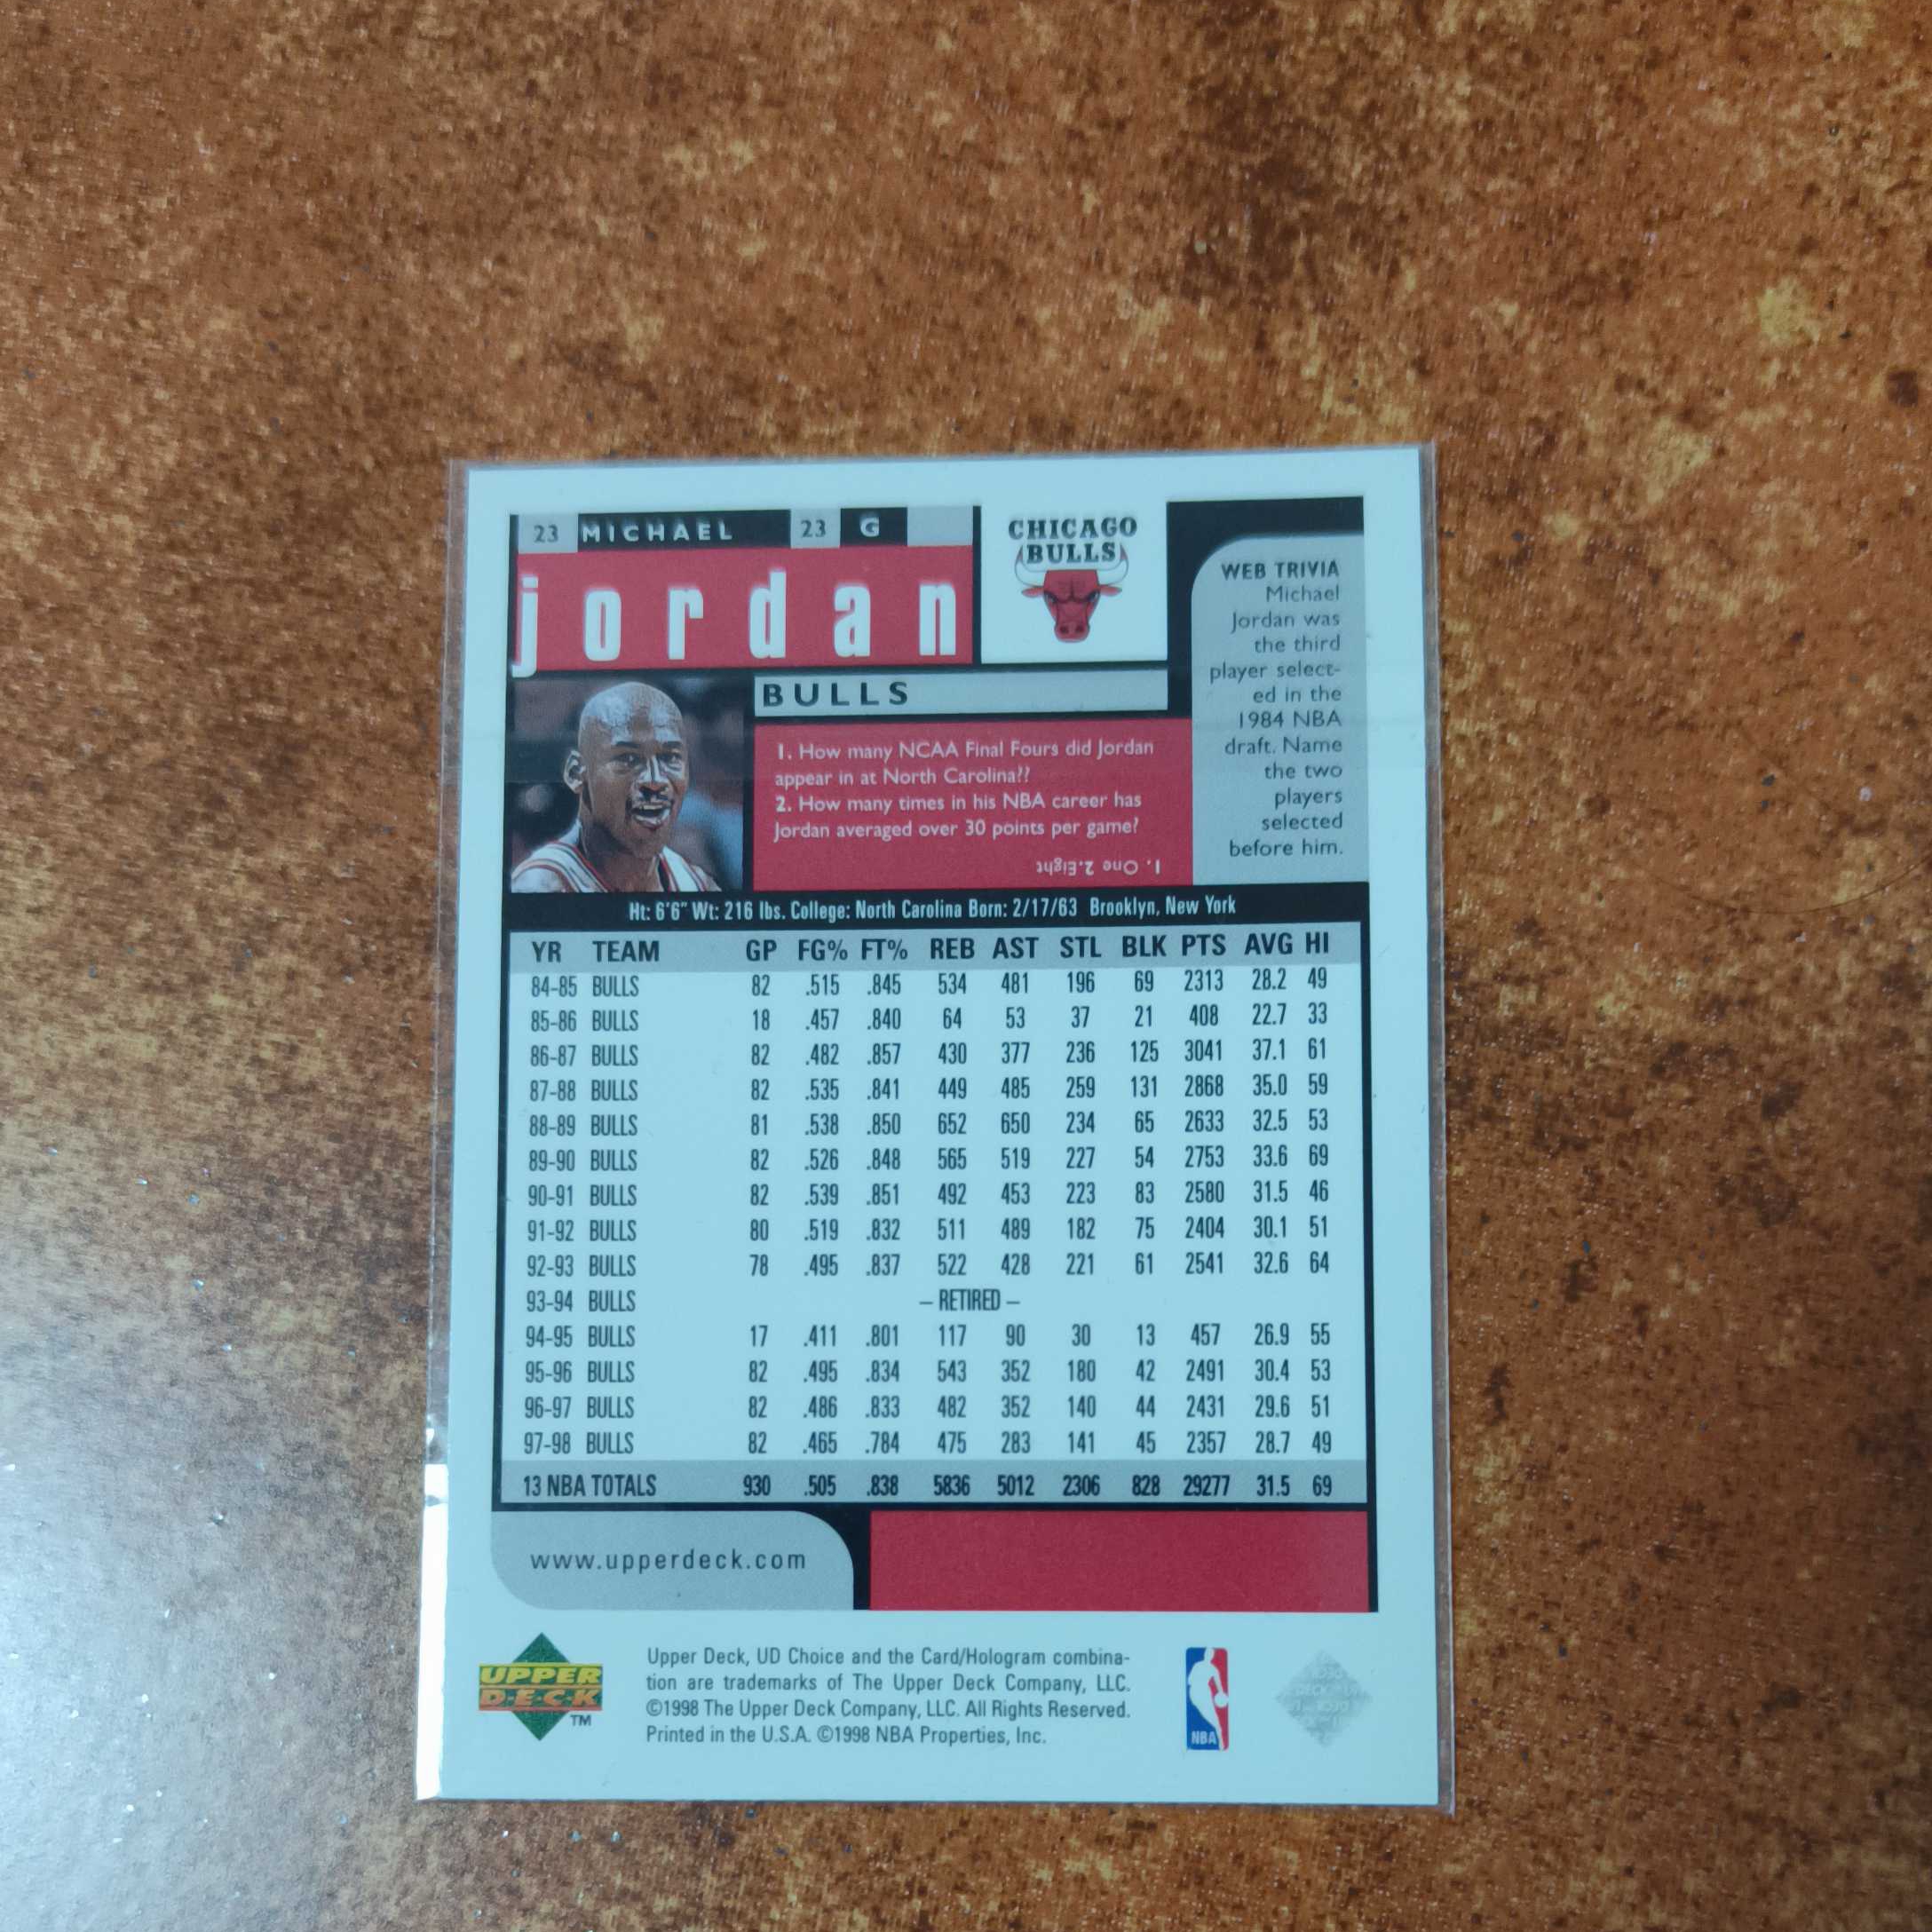 23 MICHAEL 23 G
jordan
CHICAGO
BULLS
BULLS
WEB TRIVIA
Michael
Jordan was
the third
player select-
ed in the
1984 NBA
draft. Name
the two
players
selected
before him.
1. How many NCAA Final Fours did Jordan
appear in at North Carolina??
2. How many times in his NBA career has
Jordan averaged over 30 points per game?
1. One 2.Eight
Ht: 6'6" Wt: 216 lbs. College: North Carolina Born: 2/17/63 Brooklyn, New York
YR TEAM GP FG% FT% REB AST STL BLK PTS AVG HI
84-85 BULLS 82 .515 .845 534 481 196 69 2313 28.2 49
85-86 BULLS 18 .457 .840 64 53 37 21 408 22.7 33
86-87 BULLS 82 .482 .857 430 377 236 125 3041 37.1 61
87-88 BULLS 82 .535 .841 449 485 259 131 2868 35.0 59
88-89 BULLS 81 .538 .850 652 650 234 65 2633 32.5 53
89-90 BULLS 82 .526 .848 565 519 227 54 2753 33.6 69
90-91 BULLS 82 .539 .851 492 453 223 83 2580 31.5 46
91-92 BULLS 80 .519 .832 511 489 182 75 2404 30.1 51
92-93 BULLS 78 .495 .837 522 428 221 61 2541 32.6 64
93-94 BULLS – RETIRED –
94-95 BULLS 17 .411 .801 117 90 30 13 457 26.9 55
95-96 BULLS 82 .495 .834 543 352 180 42 2491 30.4 53
96-97 BULLS 82 .486 .833 482 352 140 44 2431 29.6 51
97-98 BULLS 82 .465 .784 475 283 141 45 2357 28.7 49
13 NBA TOTALS 930 .505 .838 5836 5012 2306 828 29277 31.5 69
www.upperdeck.com
UPPER
D·E·C·K
TM
Upper Deck, UD Choice and the Card/Hologram combina-
tion are trademarks of The Upper Deck Company, LLC.
©1998 The Upper Deck Company, LLC. All Rights Reserved.
Printed in the U.S.A. ©1998 NBA Properties, Inc.
NBA